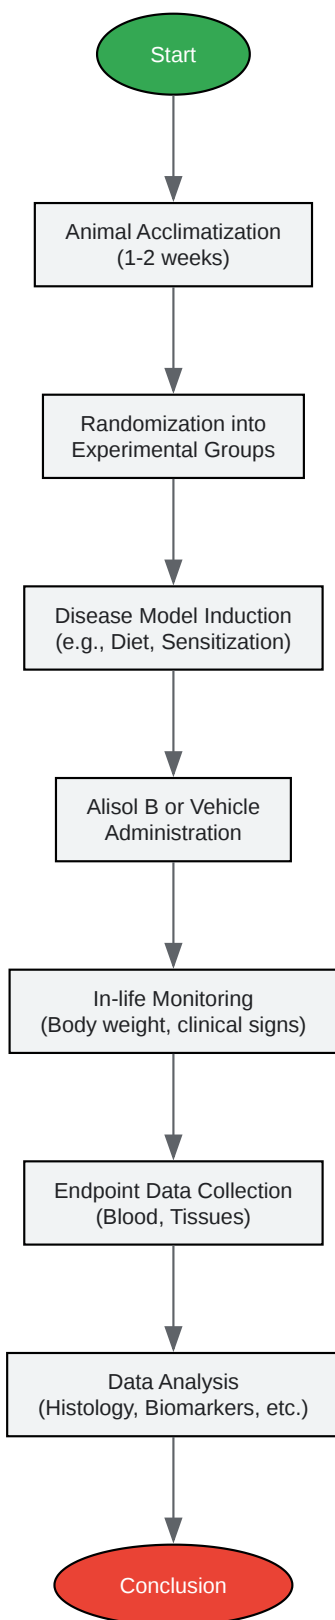 Start
Animal Acclimatization
(1-2 weeks)
Randomization into
Experimental Groups
Disease Model Induction
(e.g., Diet, Sensitization)
Alisol B or Vehicle
Administration
In-life Monitoring
(Body weight, clinical signs)
Endpoint Data Collection
(Blood, Tissues)
Data Analysis
(Histology, Biomarkers, etc.)
Conclusion